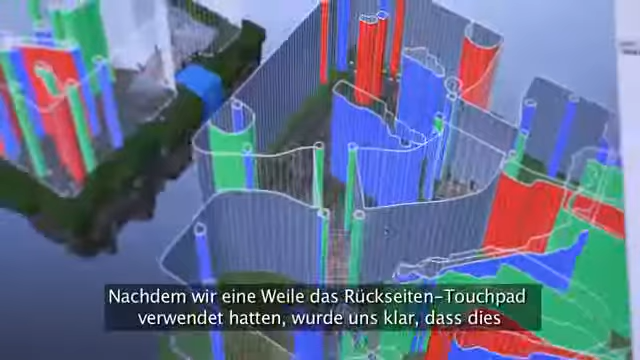 Nachdem wir eine Weile das Rückseiten-Touchpad
verwendet hatten, wurde uns klar, dass dies